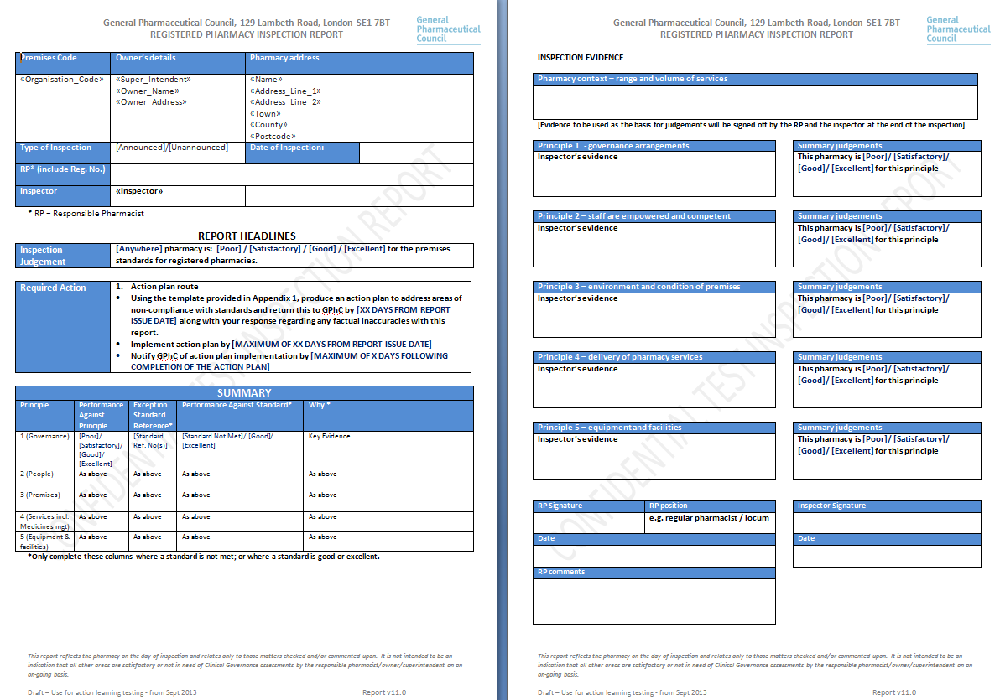 General Pharmaceutical Council, 129 Lambeth Road, London SE1 7BT
REGISTERED PHARMACY INSPECTION REPORT
General
Pharmaceutical
Council
Premises Code
Owner's details
Pharmacy address
«Organisation_Code»
«Super_Intendent»
«Owner_Name»
«Owner_Address»
«Name»
«Address_Line_1»
«Address_Line_2»
«Town»
«County»
«Postcode»
Type of Inspection
[Announced]/[Unannounced]
Date of Inspection:
RP* (include Reg. No.)
Inspector
«Inspector»
* RP = Responsible Pharmacist
REPORT HEADLINES
Inspection
Judgement
[Anywhere] pharmacy is: [Poor] / [Satisfactory] / [Good] / [Excellent] for the premises
standards for registered pharmacies.
Required Action
1. Action plan route
• Using the template provided in Appendix 1, produce an action plan to address areas of
non-compliance with standards and return this to GPhC by [XX DAYS FROM REPORT
ISSUE DATE] along with your response regarding any factual inaccuracies with this
report.
• Implement action plan by [MAXIMUM OF XX DAYS FROM REPORT ISSUE DATE]
• Notify GPhC of action plan implementation by [MAXIMUM OF X DAYS FOLLOWING
COMPLETION OF THE ACTION PLAN]
SUMMARY
Principle
Performance
Against
Principle
Exception
Standard
Reference*
Performance Against Standard*
Why *
1 (Governance)
[Poor]/
[Satisfactory]/
[Good]/
[Excellent]
[Standard
Ref. No(s)]
[Standard Not Met]/ [Good]/
[Excellent]
Key Evidence
2 (People)
As above
As above
As above
As above
3 (Premises)
As above
As above
As above
As above
4 (Services incl.
Medicines mgt)
As above
As above
As above
As above
5 (Equipment &
facilities)
As above
As above
As above
As above
*Only complete these columns where a standard is not met; or where a standard is good or excellent.
CONFIDENTIAL TEST INSPECTION REPORT
This report reflects the pharmacy on the day of inspection and relates only to those matters checked and/or commented upon. It is not intended to be an
indication that all other areas are satisfactory or not in need of Clinical Governance assessments by the responsible pharmacist/owner/superintendent on an
on-going basis.
Draft – Use for action learning testing - from Sept 2013
Report v11.0
General Pharmaceutical Council, 129 Lambeth Road, London SE1 7BT
REGISTERED PHARMACY INSPECTION REPORT
General
Pharmaceutical
Council
INSPECTION EVIDENCE
Pharmacy context – range and volume of services
[Evidence to be used as the basis for judgements will be signed off by the RP and the inspector at the end of the inspection]
Principle 1 - governance arrangements
Inspector's evidence
Summary judgements
This pharmacy is [Poor]/ [Satisfactory]/
[Good]/ [Excellent] for this principle
Principle 2 – staff are empowered and competent
Inspector's evidence
Summary judgements
This pharmacy is [Poor]/ [Satisfactory]/
[Good]/ [Excellent] for this principle
Principle 3 – environment and condition of premises
Inspector's evidence
Summary judgements
This pharmacy is [Poor]/ [Satisfactory]/
[Good]/ [Excellent] for this principle
Principle 4 – delivery of pharmacy services
Inspector's evidence
Summary judgements
This pharmacy is [Poor]/ [Satisfactory]/
[Good]/ [Excellent] for this principle
Principle 5 – equipment and facilities
Inspector's evidence
Summary judgements
This pharmacy is [Poor]/ [Satisfactory]/
[Good]/ [Excellent] for this principle
RP Signature
RP position
e.g. regular pharmacist / locum
Inspector Signature
Date
Date
RP comments
CONFIDENTIAL TEST INSPECTION REPORT
This report reflects the pharmacy on the day of inspection and relates only to those matters checked and/or commented upon. It is not intended to be an
indication that all other areas are satisfactory or not in need of Clinical Governance assessments by the responsible pharmacist/owner/superintendent on an
on-going basis.
Draft – Use for action learning testing - from Sept 2013
Report v11.0